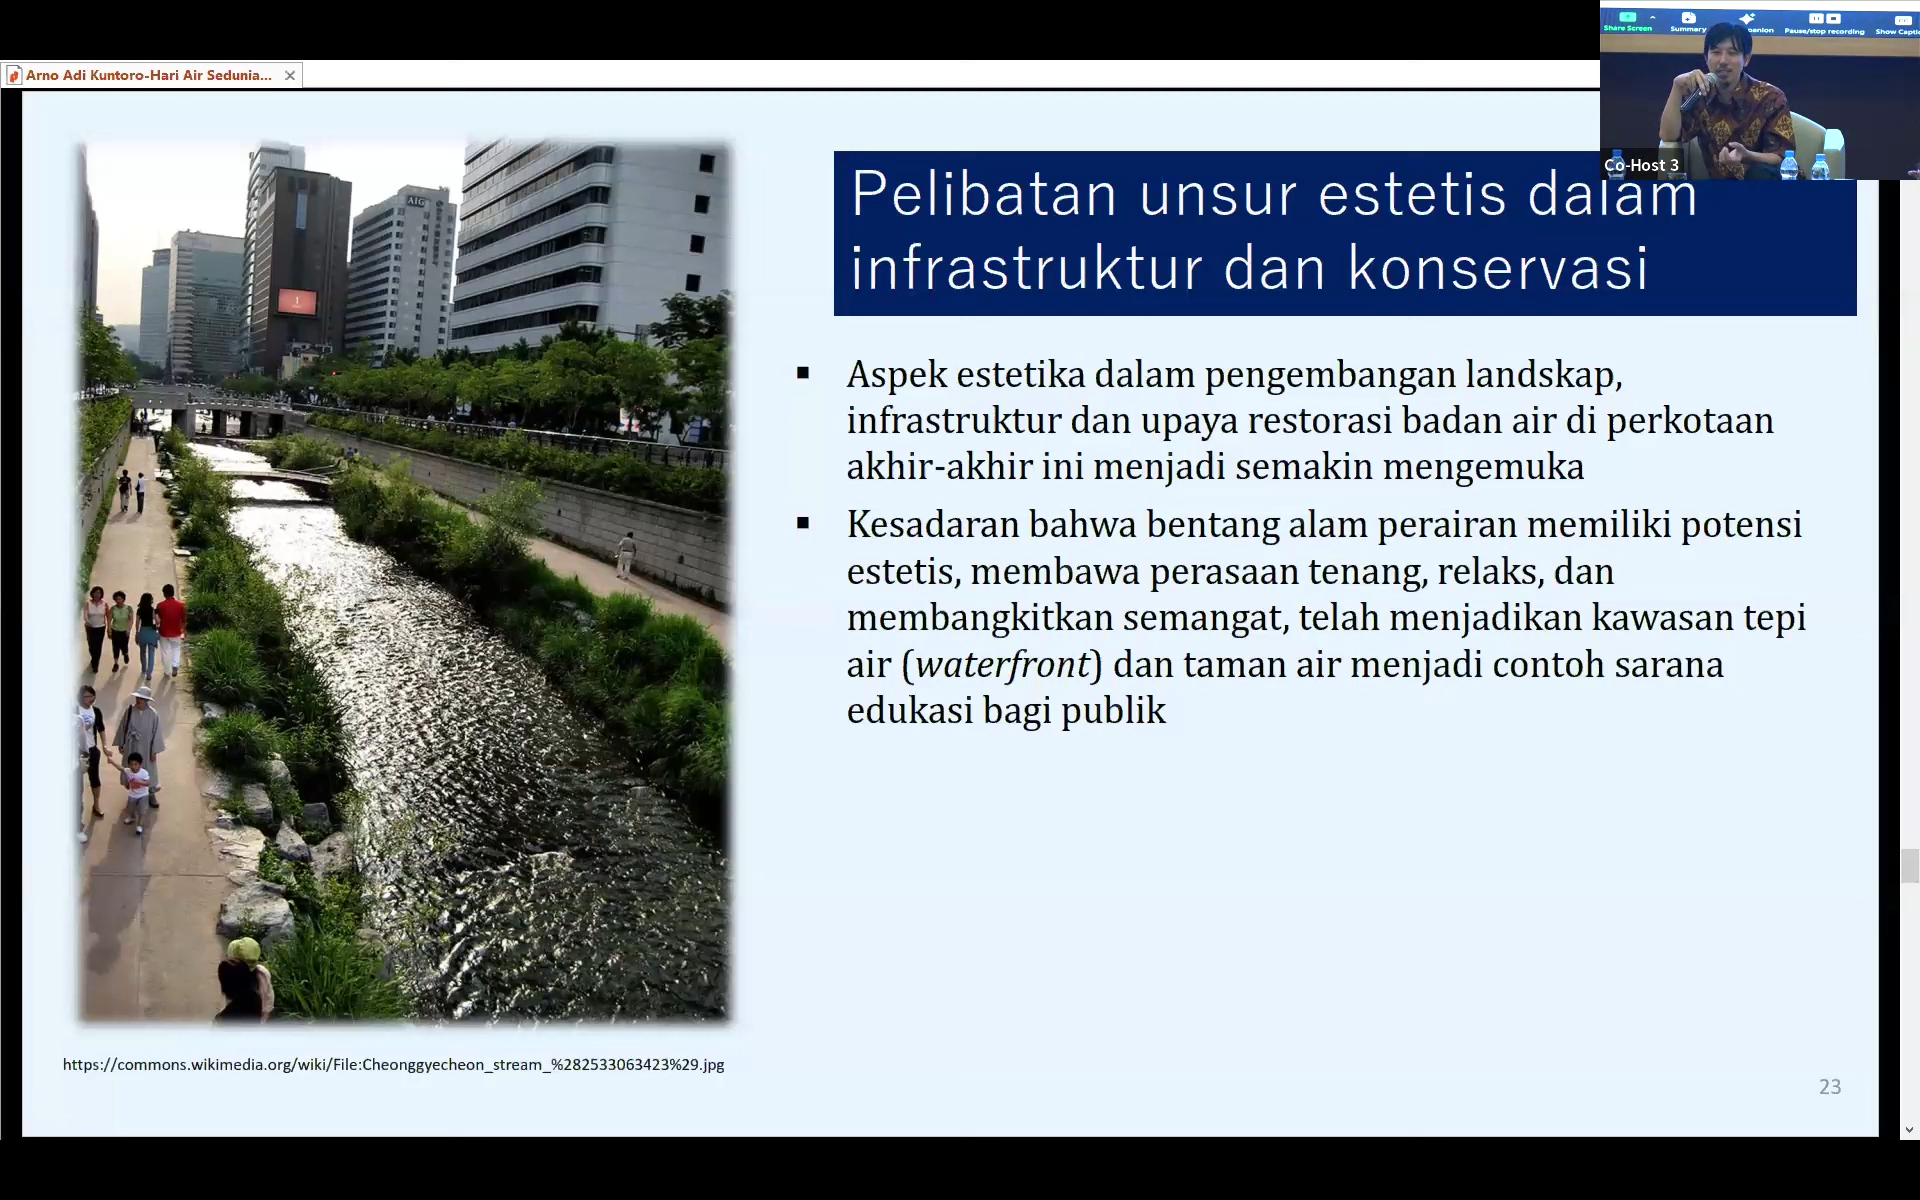 Share Screen
Summary
Pause/stop recording
Arno Adi Kuntoro-Hari Air Sedunia...
Co-Host 3
Pelibatan unsur estetis dalam
infrastruktur dan konservasi
AIG
1
▪ Aspek estetika dalam pengembangan landskap,
infrastruktur dan upaya restorasi badan air di perkotaan
akhir-akhir ini menjadi semakin mengemuka
▪ Kesadaran bahwa bentang alam perairan memiliki potensi
estetis, membawa perasaan tenang, relaks, dan
membangkitkan semangat, telah menjadikan kawasan tepi
air (waterfront) dan taman air menjadi contoh sarana
edukasi bagi publik
https://commons.wikimedia.org/wiki/File:Cheonggyecheon_stream_%282533063423%29.jpg
23